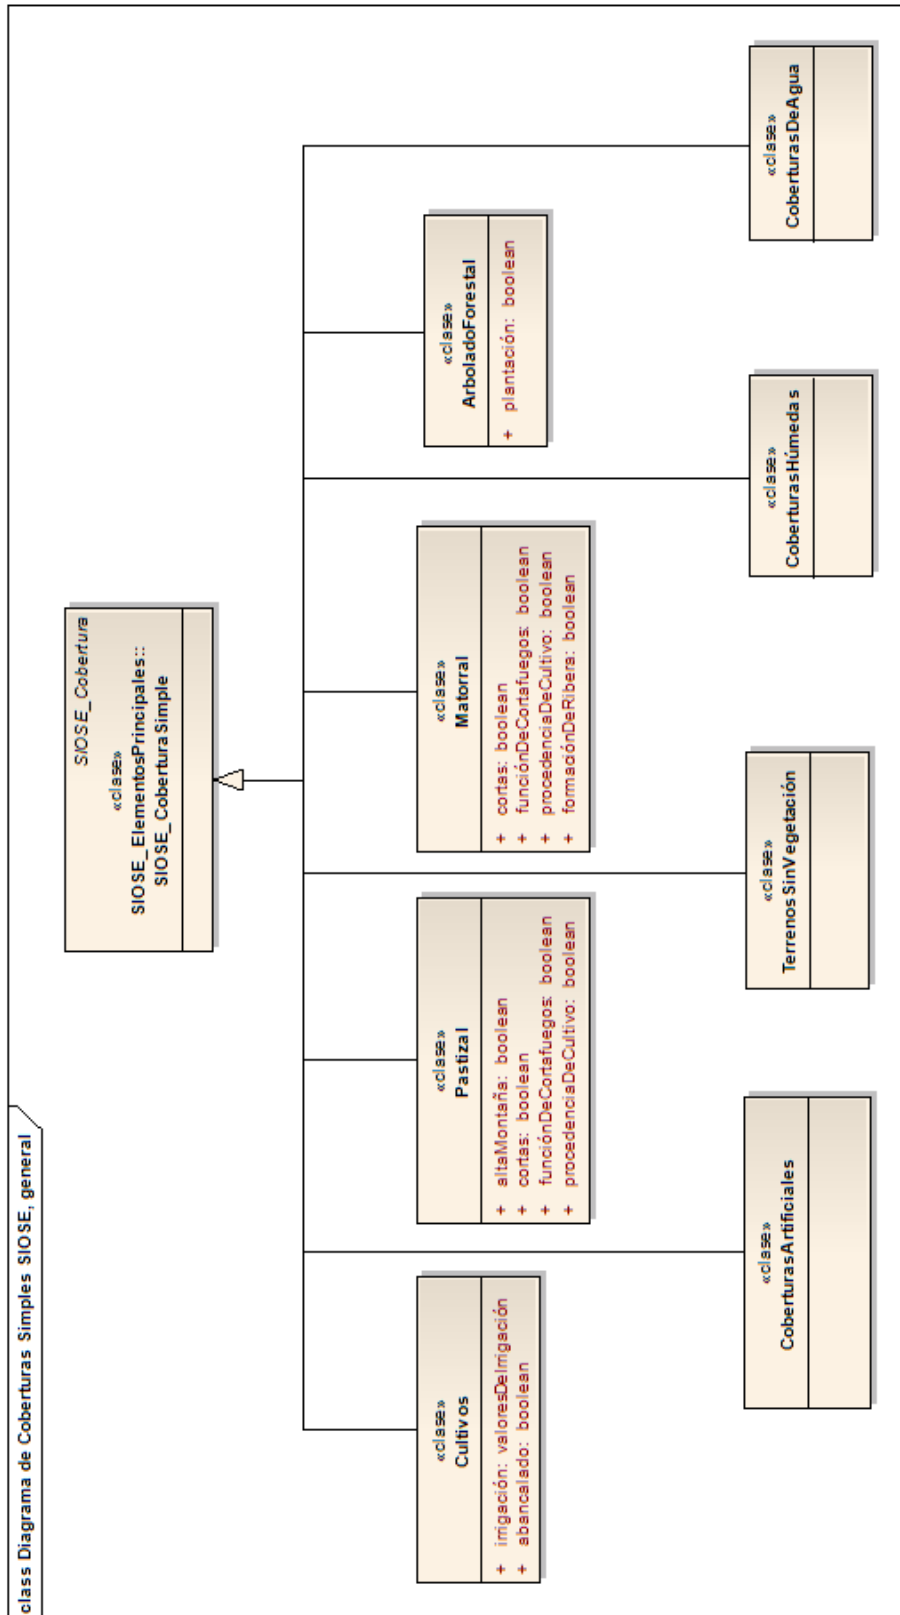 class Diagrama de Coberturas Simples SIOSE, general
SIOSE_Cobertura
«clase»
SIOSE_ElementosPrincipales::
SIOSE_CoberturaSimple
«clase»
Cultivos
+ irrigación: valoresDeIrrigación
+ abancalado: boolean
«clase»
Pastizal
+ altaMontaña: boolean
+ cortas: boolean
+ funciónDeCortafuegos: boolean
+ procedenciaDeCultivo: boolean
«clase»
Matorral
+ cortas: boolean
+ funciónDeCortafuegos: boolean
+ procedenciaDeCultivo: boolean
+ formaciónDeRibera: boolean
«clase»
ArboladoForestal
+ plantación: boolean
«clase»
CoberturasArtificiales
«clase»
TerrenosSinVegetación
«clase»
CoberturasHúmedas
«clase»
CoberturasDeAgua